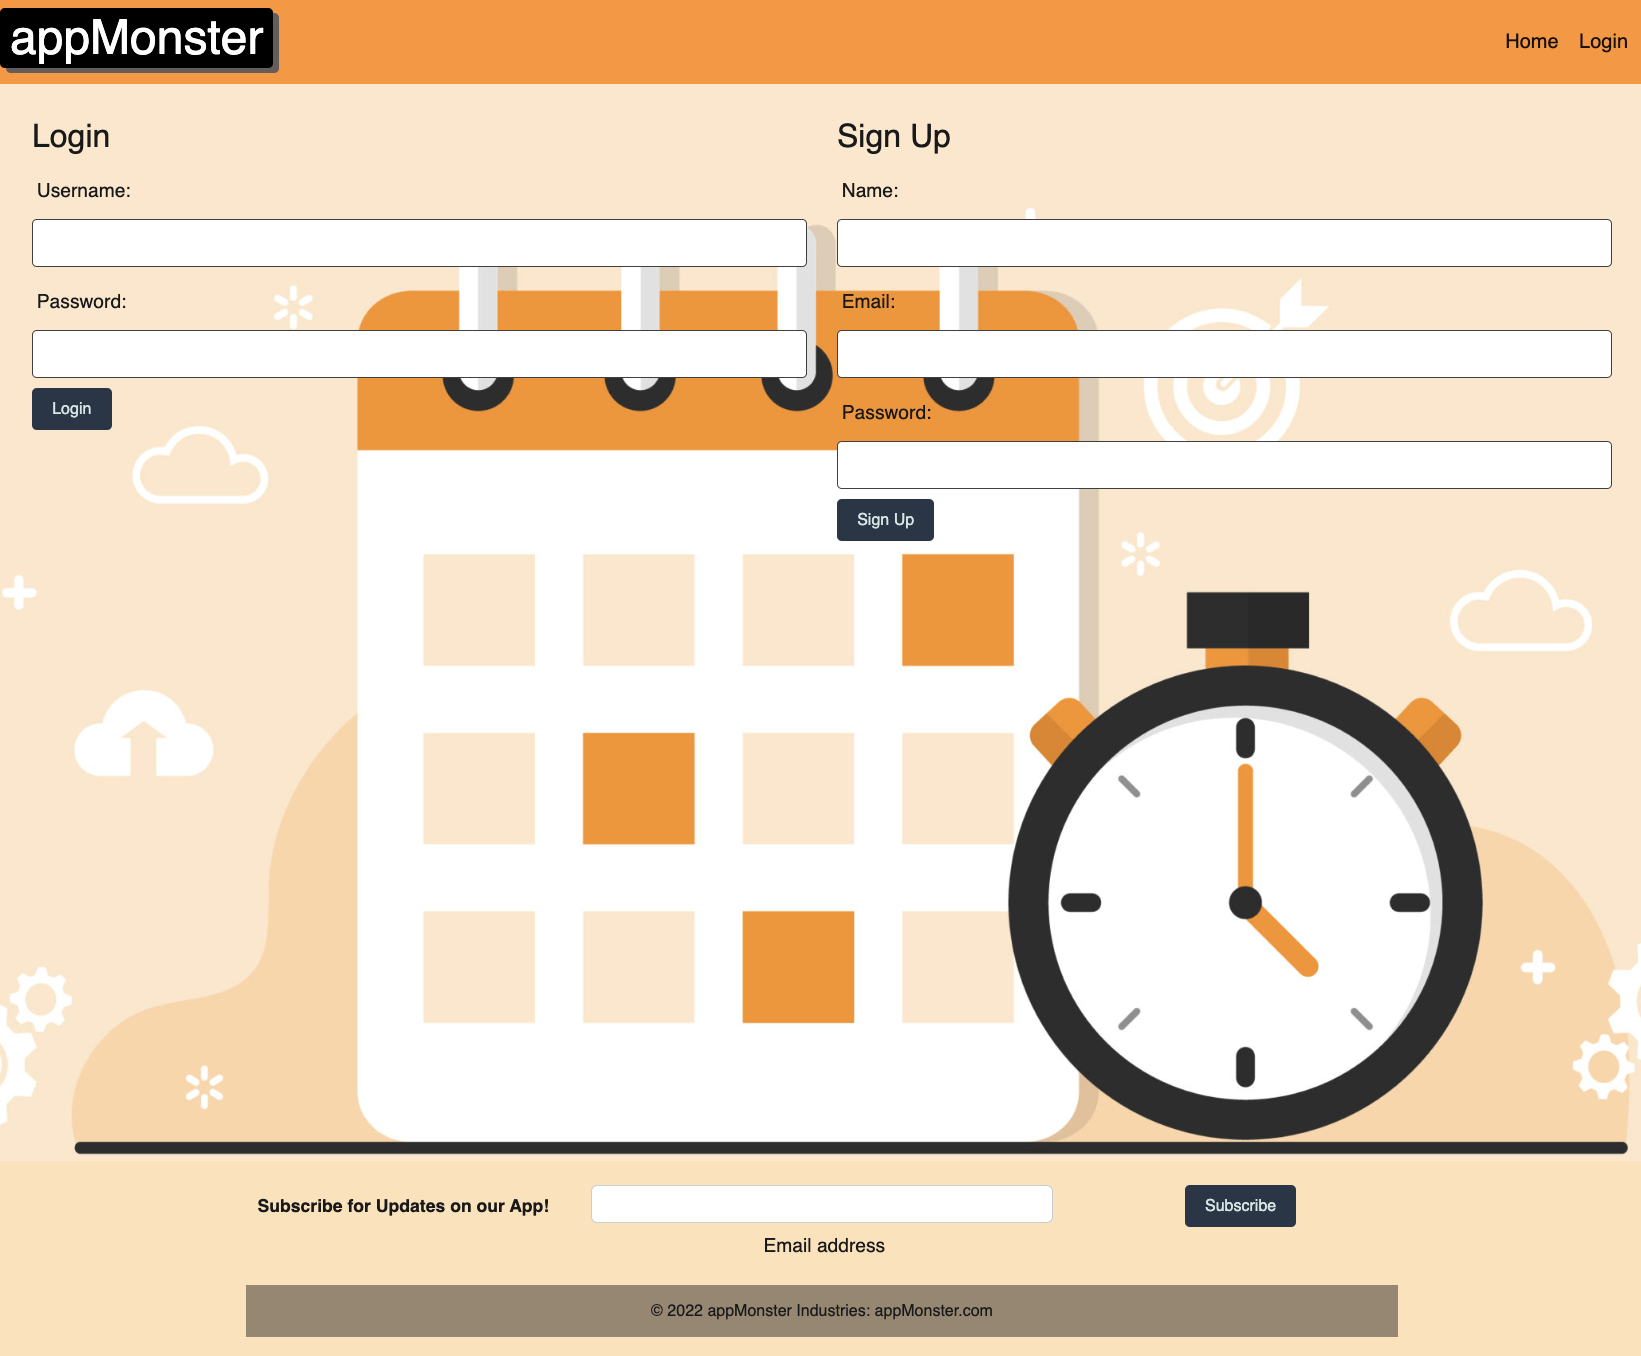 appMonster
Home Login
Login
Username:
Password:
Login
Sign Up
Name:
Email:
Password:
Sign Up
Subscribe for Updates on our App!
Subscribe
Email address
© 2022 appMonster Industries: appMonster.com